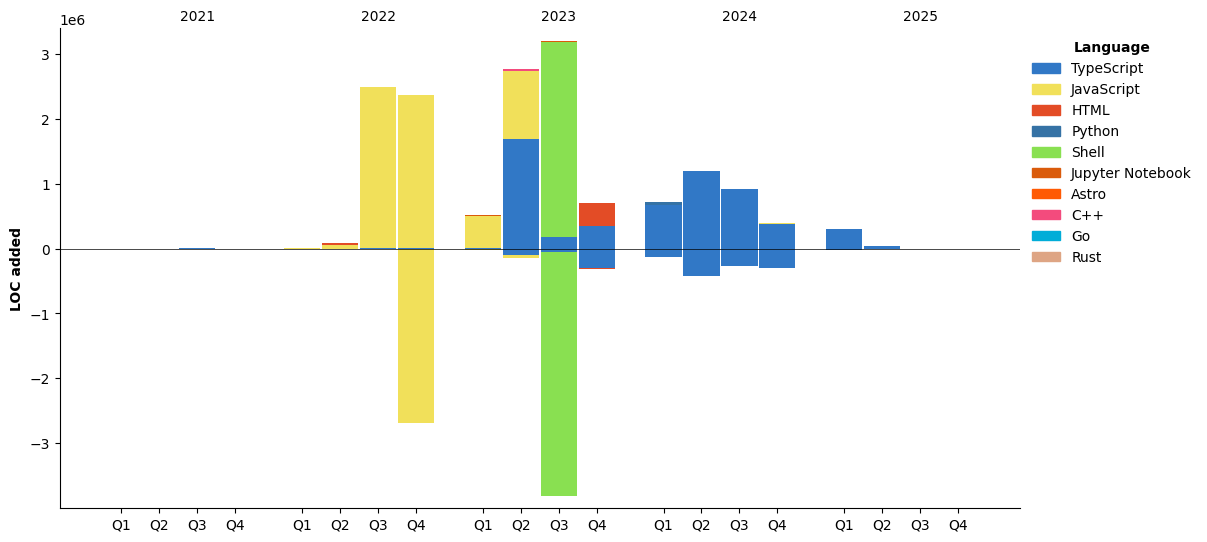 1e6
2021 2022 2023 2024 2025
3
2
1
0
−1
−2
−3
LOC added
Q1 Q2 Q3 Q4 Q1 Q2 Q3 Q4 Q1 Q2 Q3 Q4 Q1 Q2 Q3 Q4 Q1 Q2 Q3 Q4
Language
TypeScript
JavaScript
HTML
Python
Shell
Jupyter Notebook
Astro
C++
Go
Rust